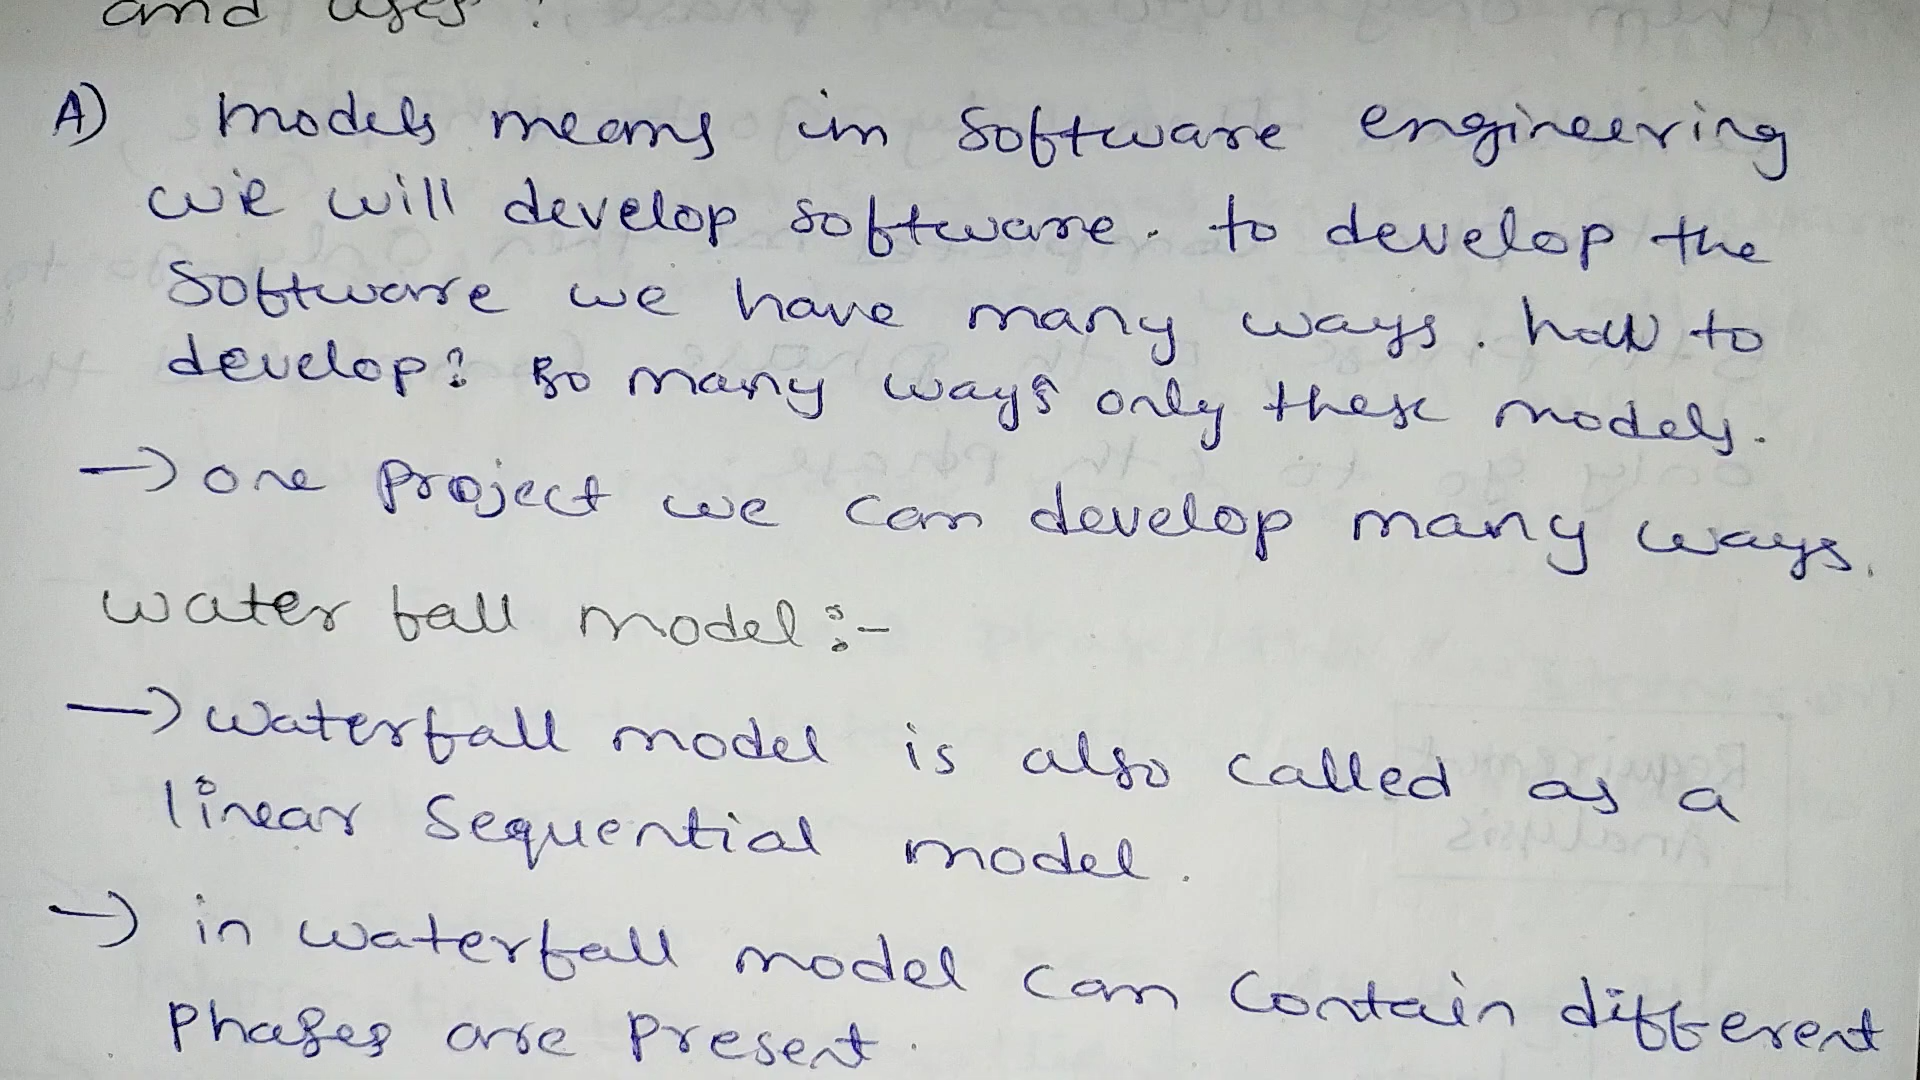 and uses?
A) models means in Software engineering
we will develop software. to develop the
Software we have many ways. how to
develop? so many ways only these models.
→ one project we can develop many ways.
water fall model:-
→ waterfall model is also called as a
linear Sequential model.
→ in waterfall model can contain different
phases are present.